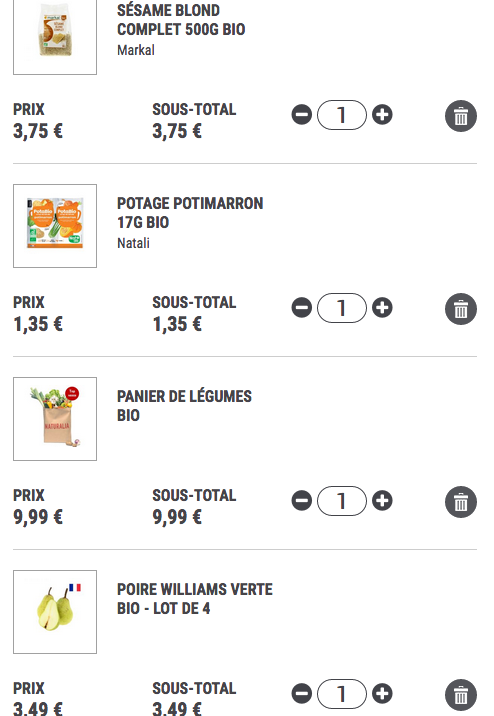 SÉSAME BLOND
COMPLET 500G BIO
Markal
PRIX
SOUS-TOTAL
3,75 €
3,75 €
1
POTAGE POTIMARRON
17G BIO
Natali
PRIX
SOUS-TOTAL
1,35 €
1,35 €
1
PANIER DE LÉGUMES
BIO
NATURALIA
PRIX
SOUS-TOTAL
9,99 €
9,99 €
1
POIRE WILLIAMS VERTE
BIO - LOT DE 4
PRIX
SOUS-TOTAL
3,49 €
3,49 €
1